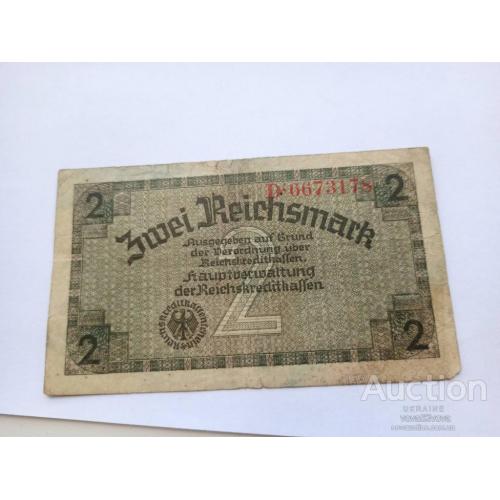 2 D·6673178 2
Zwei Reichsmark
Ausgegeben auf Grund
der Verordnung über
Reichskreditkassen.
Hauptverwaltung
der Reichskreditkassen
2
2 2
Auction
UKRAINE